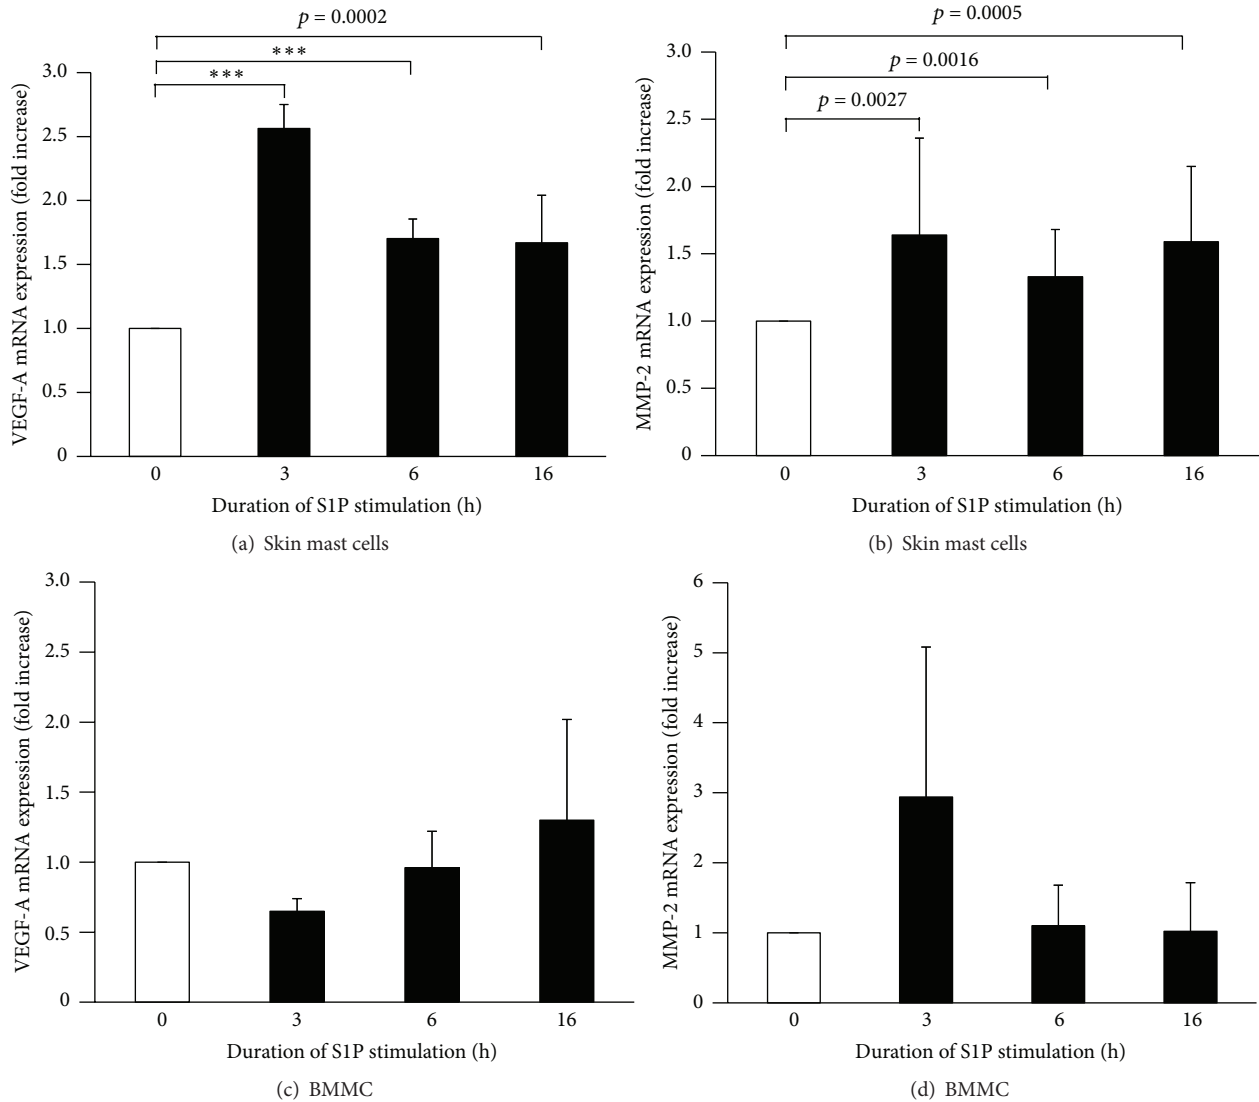 p = 0.0002
***
***
3.0
2.5
2.0
1.5
1.0
0.5
0
VEGF-A mRNA expression (fold increase)
0 3 6 16
Duration of S1P stimulation (h)
(a) Skin mast cells
p = 0.0005
p = 0.0016
p = 0.0027
3.0
2.5
2.0
1.5
1.0
0.5
0
MMP-2 mRNA expression (fold increase)
0 3 6 16
Duration of S1P stimulation (h)
(b) Skin mast cells
3.0
2.0
1.5
1.0
0.5
0
VEGF-A mRNA expression (fold increase)
0 3 6 16
Duration of S1P stimulation (h)
(c) BMMC
6
5
4
3
2
1
0
MMP-2 mRNA expression (fold increase)
0 3 6 16
Duration of S1P stimulation (h)
(d) BMMC